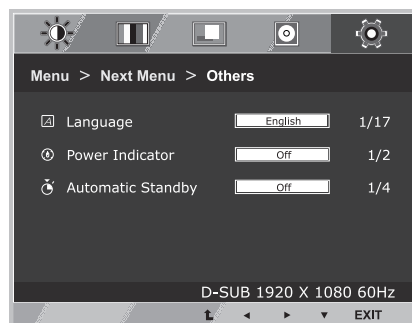 Menu > Next Menu > Others
Language English 1/17
Power Indicator Off 1/2
Automatic Standby Off 1/4
D-SUB 1920 X 1080 60Hz
EXIT